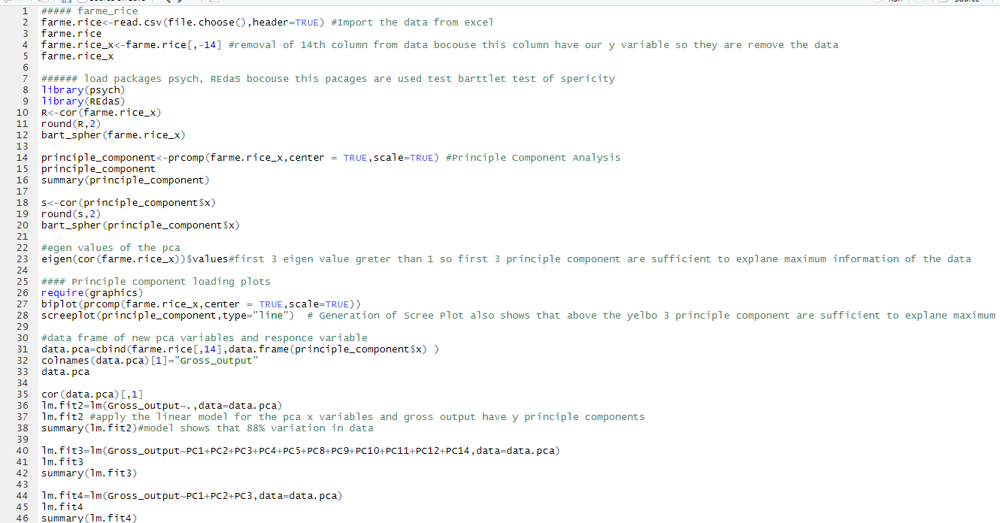 1 ##### farme_rice
2 farme.rice<-read.csv(file.choose(),header=TRUE) #Import the data from excel
3 farme.rice
4 farme.rice_x<-farme.rice[,-14] #removal of 14th column from data bocouse this column have our y variable so they are remove the data
5 farme.rice_x
6
7 ###### load packages psych, REdaS bocouse this pacages are used test barttlet test of spericity
8 library(psych)
9 library(REdaS)
10 R<-cor(farme.rice_x)
11 round(R,2)
12 bart_spher(farme.rice_x)
13
14 principle_component<-prcomp(farme.rice_x,center = TRUE,scale=TRUE) #Principle Component Analysis
15 principle_component
16 summary(principle_component)
17
18 s<-cor(principle_component$x)
19 round(s,2)
20 bart_spher(principle_component$x)
21
22 #egen values of the pca
23 eigen(cor(farme.rice_x))$values#first 3 eigen value greter than 1 so first 3 principle component are sufficient to explane maximum information of the data
24
25 #### Principle component loading plots
26 require(graphics)
27 biplot(prcomp(farme.rice_x,center = TRUE,scale=TRUE))
28 screeplot(principle_component,type="line")  # Generation of Scree Plot also shows that above the yelbo 3 principle component are sufficient to explane maximum
29
30 #data frame of new pca variables and responce variable
31 data.pca=cbind(farme.rice[,14],data.frame(principle_component$x) )
32 colnames(data.pca)[1]="Gross_output"
33 data.pca
34
35 cor(data.pca)[,1]
36 lm.fit2=lm(Gross_output~.,data=data.pca)
37 lm.fit2 #apply the linear model for the pca x variables and gross output have y principle components
38 summary(lm.fit2)#model shows that 88% variation in data
39
40 lm.fit3=lm(Gross_output~PC1+PC2+PC3+PC4+PC5+PC8+PC9+PC10+PC11+PC12+PC14,data=data.pca)
41 lm.fit3
42 summary(lm.fit3)
43
44 lm.fit4=lm(Gross_output~PC1+PC2+PC3,data=data.pca)
45 lm.fit4
46 summary(lm.fit4)